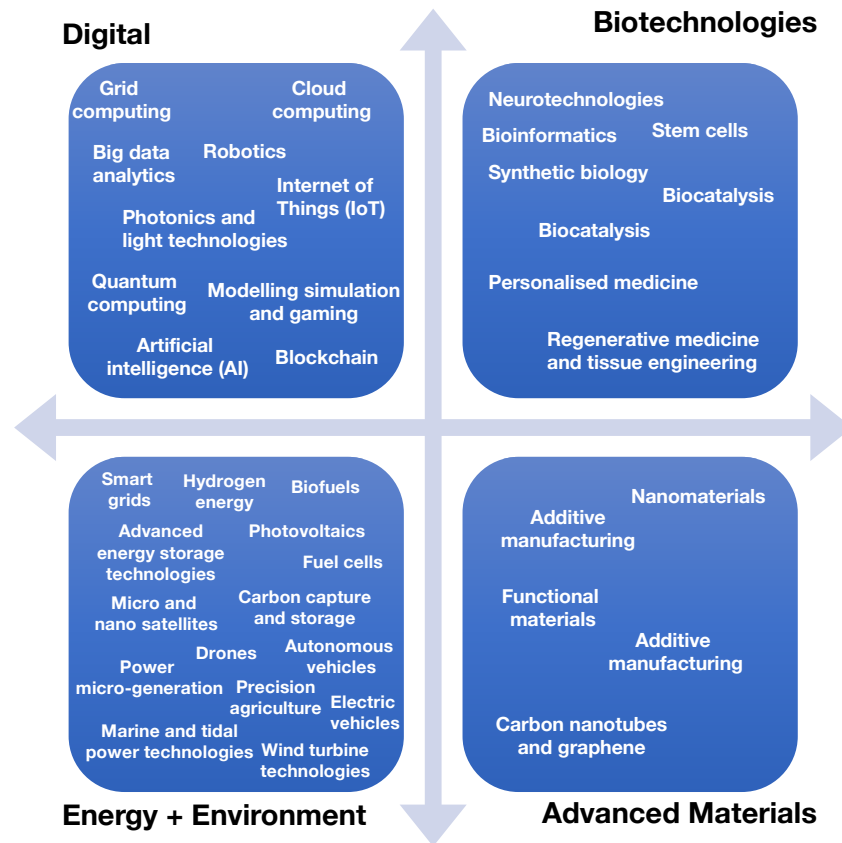 Digital
Biotechnologies
Grid
computing
Cloud
computing
Big data
analytics
Robotics
Internet of
Things (IoT)
Photonics and
light technologies
Quantum
computing
Modelling simulation
and gaming
Artificial
intelligence (AI)
Blockchain
Neurotechnologies
Bioinformatics
Stem cells
Synthetic biology
Biocatalysis
Biocatalysis
Personalised medicine
Regenerative medicine
and tissue engineering
Smart
grids
Hydrogen
energy
Biofuels
Advanced
energy storage
technologies
Photovoltaics
Fuel cells
Micro and
nano satellites
Carbon capture
and storage
Drones
Autonomous
vehicles
Power
micro-generation
Precision
agriculture
Electric
vehicles
Marine and tidal
power technologies
Wind turbine
technologies
Nanomaterials
Additive
manufacturing
Functional
materials
Additive
manufacturing
Carbon nanotubes
and graphene
Energy + Environment
Advanced Materials